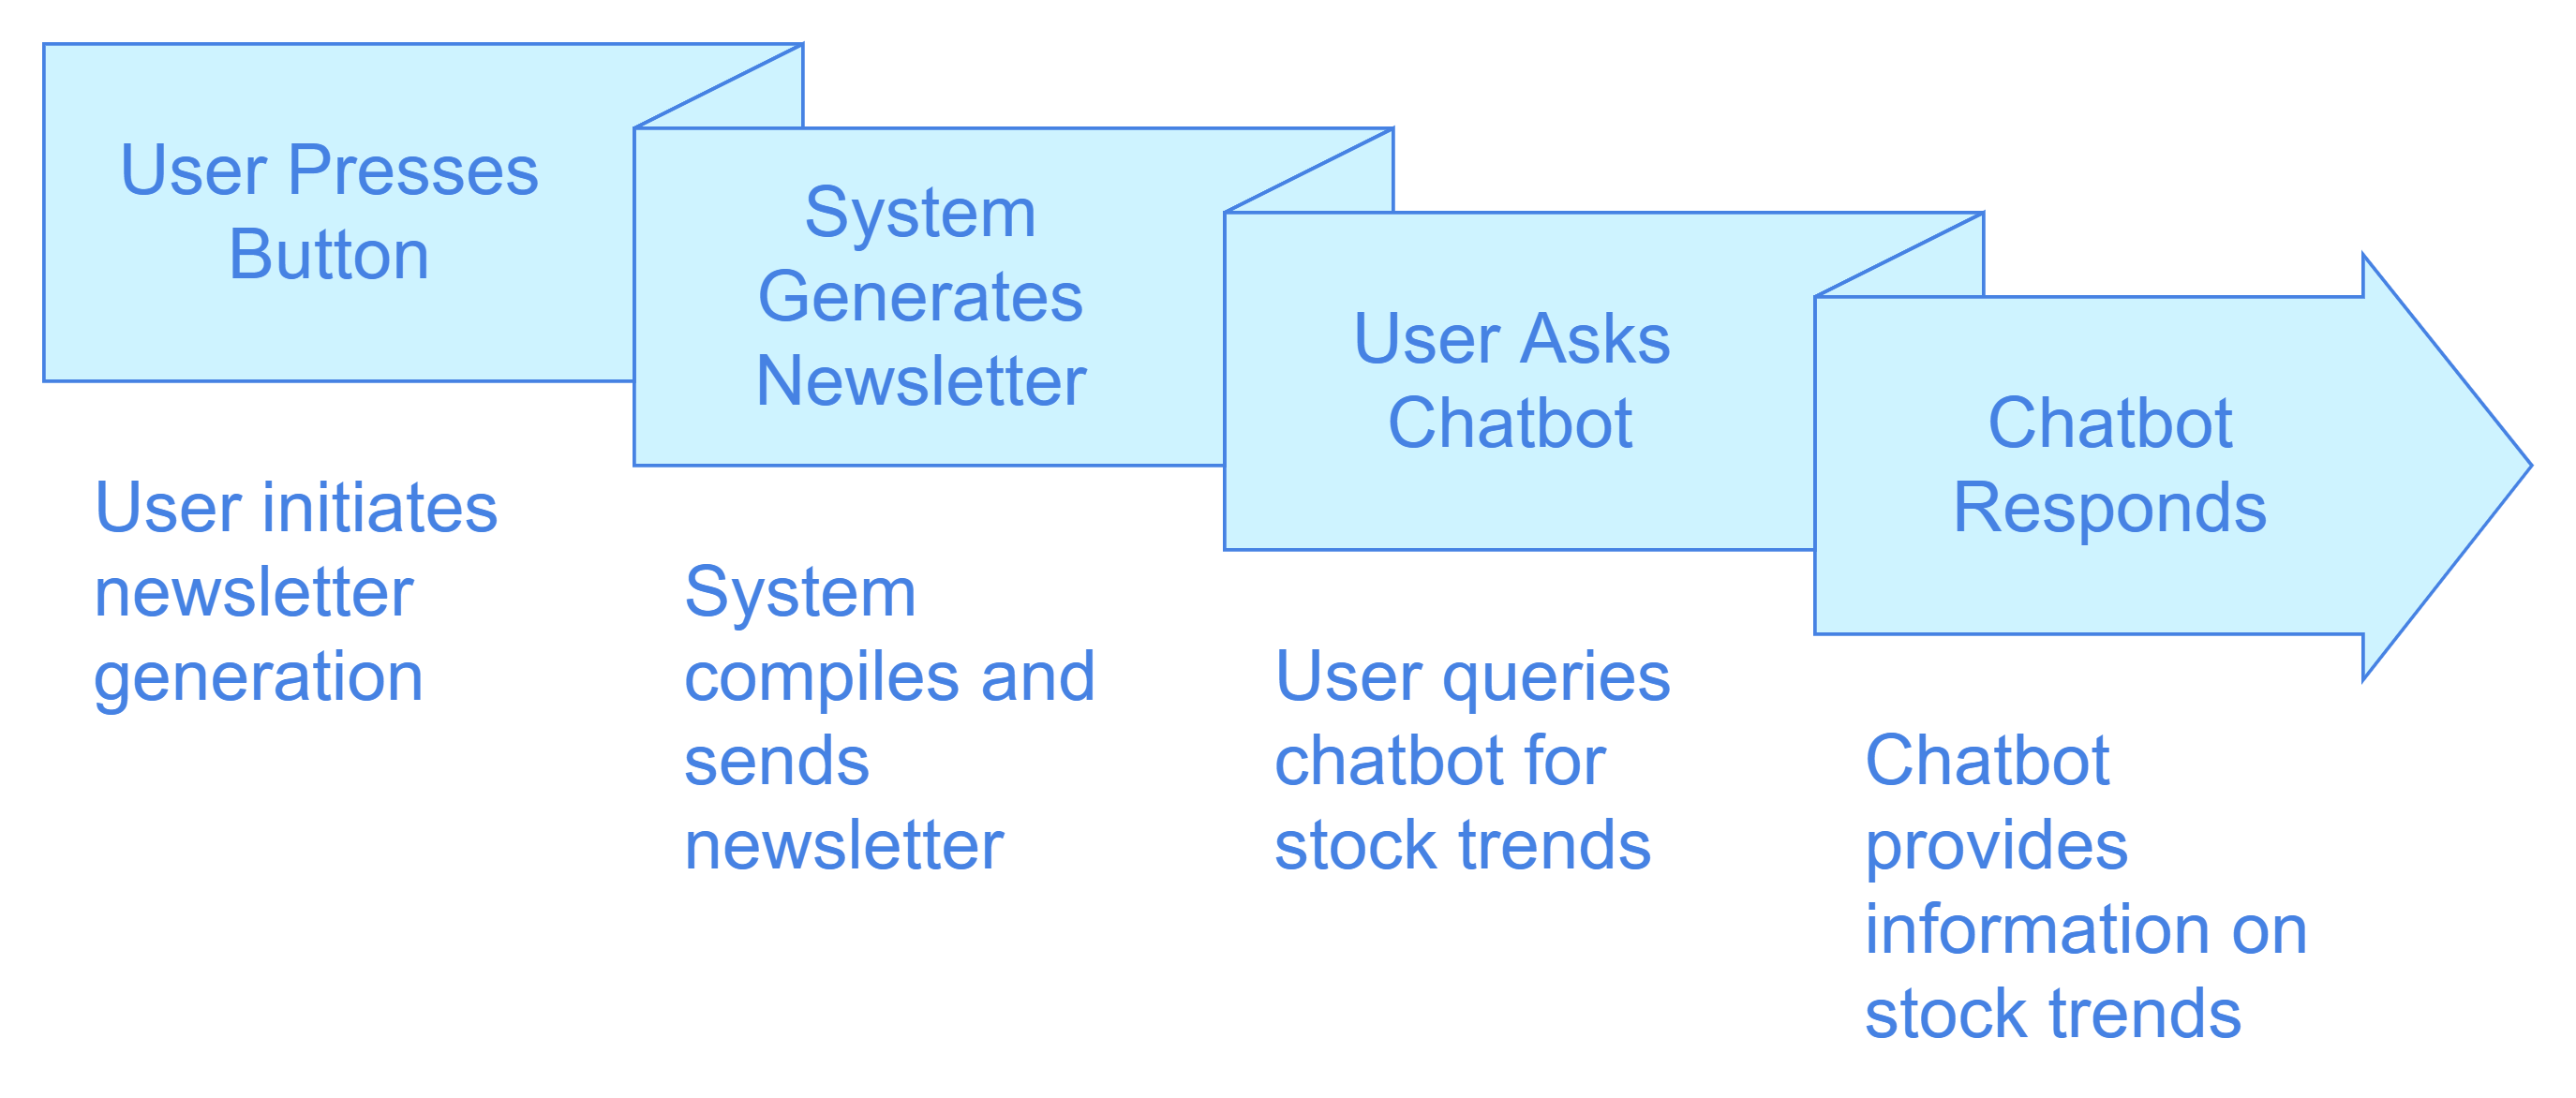 User Presses
Button
User initiates
newsletter
generation
System
Generates
Newsletter
System
compiles and
sends
newsletter
User Asks
Chatbot
User queries
chatbot for
stock trends
Chatbot
Responds
Chatbot
provides
information on
stock trends